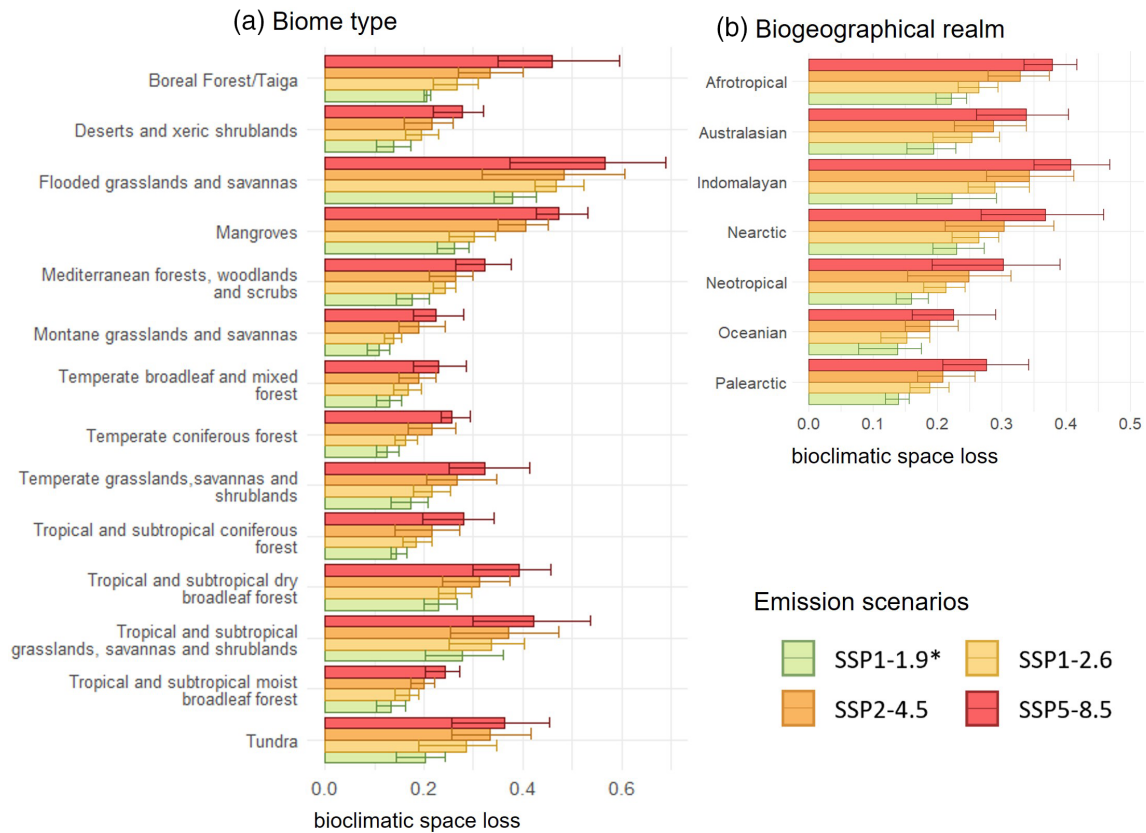 (a) Biome type
Boreal Forest/Taiga
Deserts and xeric shrublands
Flooded grasslands and savannas
Mangroves
Mediterranean forests, woodlands
and scrubs
Montane grasslands and savannas
Temperate broadleaf and mixed
forest
Temperate coniferous forest
Temperate grasslands,savannas and
shrublands
Tropical and subtropical coniferous
forest
Tropical and subtropical dry
broadleaf forest
Tropical and subtropical
grasslands, savannas and shrublands
Tropical and subtropical moist
broadleaf forest
Tundra
0.0 0.2 0.4 0.6
bioclimatic space loss
(b) Biogeographical realm
Afrotropical
Australasian
Indomalayan
Nearctic
Neotropical
Oceanian
Palearctic
0.0 0.1 0.2 0.3 0.4 0.5
bioclimatic space loss
Emission scenarios
SSP1-1.9* SSP1-2.6
SSP2-4.5 SSP5-8.5